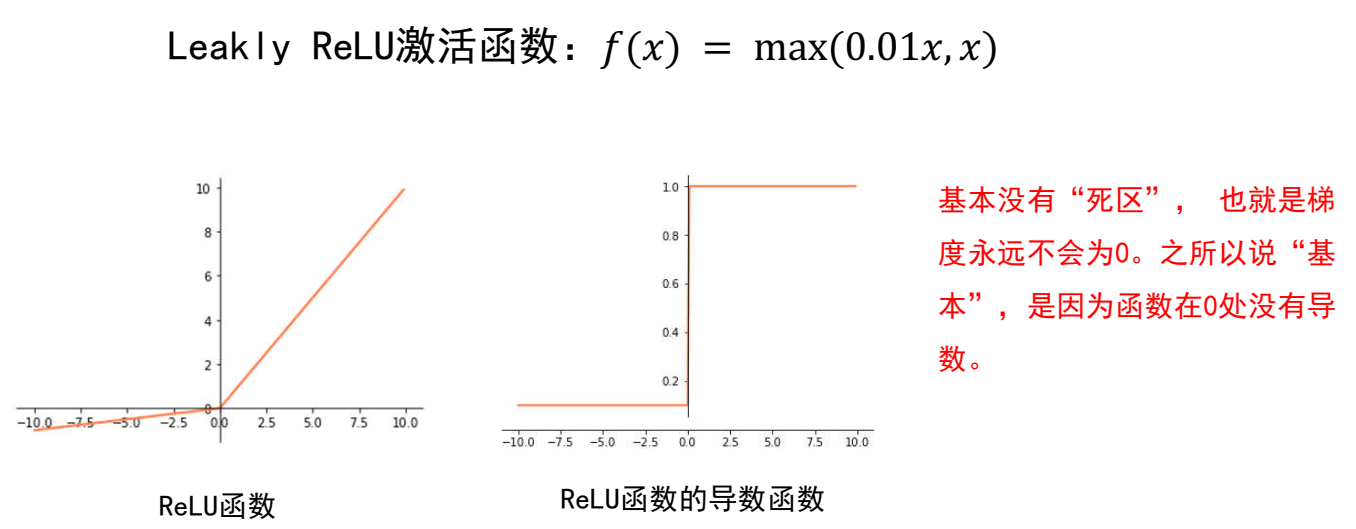 Leakly ReLU激活函数：f(x) = max(0.01x, x)
10
8
6
4
2
0
−10.0 −7.5 −5.0 −2.5 0.0 2.5 5.0 7.5 10.0
ReLU函数
1.0
0.8
0.6
0.4
0.2
−10.0 −7.5 −5.0 −2.5 0.0 2.5 5.0 7.5 10.0
ReLU函数的导数函数
基本没有“死区”， 也就是梯
度永远不会为0。之所以说“基
本”，是因为函数在0处没有导
数。